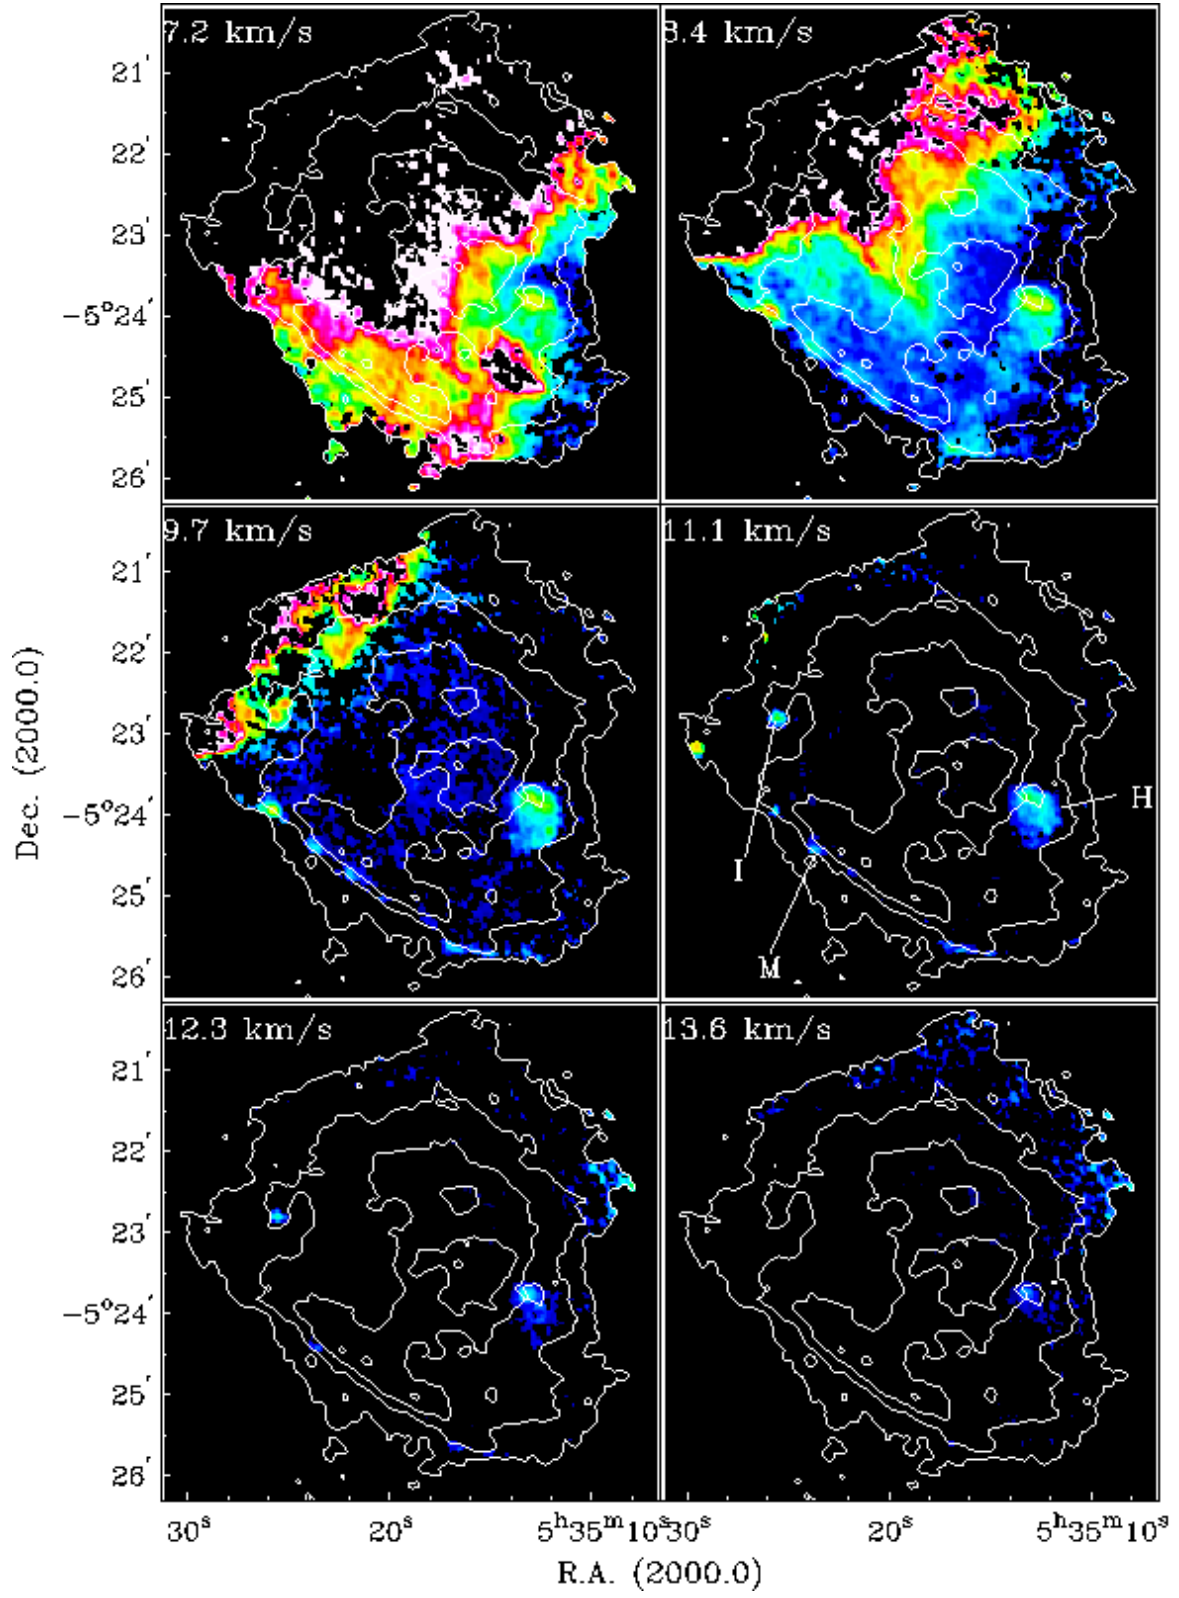 7.2 km/s
8.4 km/s
21′
22′
23′
−5°24′
25′
26′
9.7 km/s
11.1 km/s
21′
22′
23′
−5°24′
25′
26′
I
M
H
12.3 km/s
13.6 km/s
21′
22′
23′
−5°24′
25′
26′
Dec. (2000.0)
30ˢ 20ˢ 5ʰ35ᵐ10ˢ 30ˢ 20ˢ 5ʰ35ᵐ10ˢ
R.A. (2000.0)